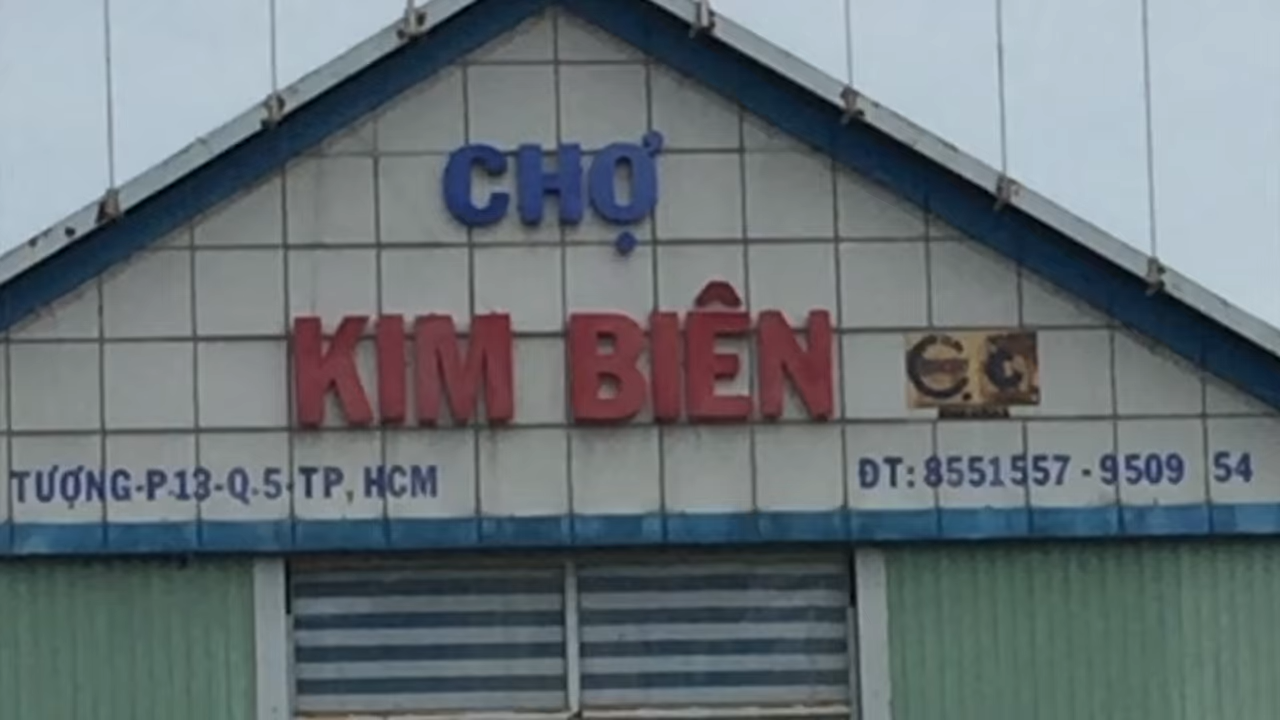 CHỢ
KIM BIÊN
TƯỢNG-P.13-Q.5-TP, HCM
ĐT: 8551557 - 9509 54